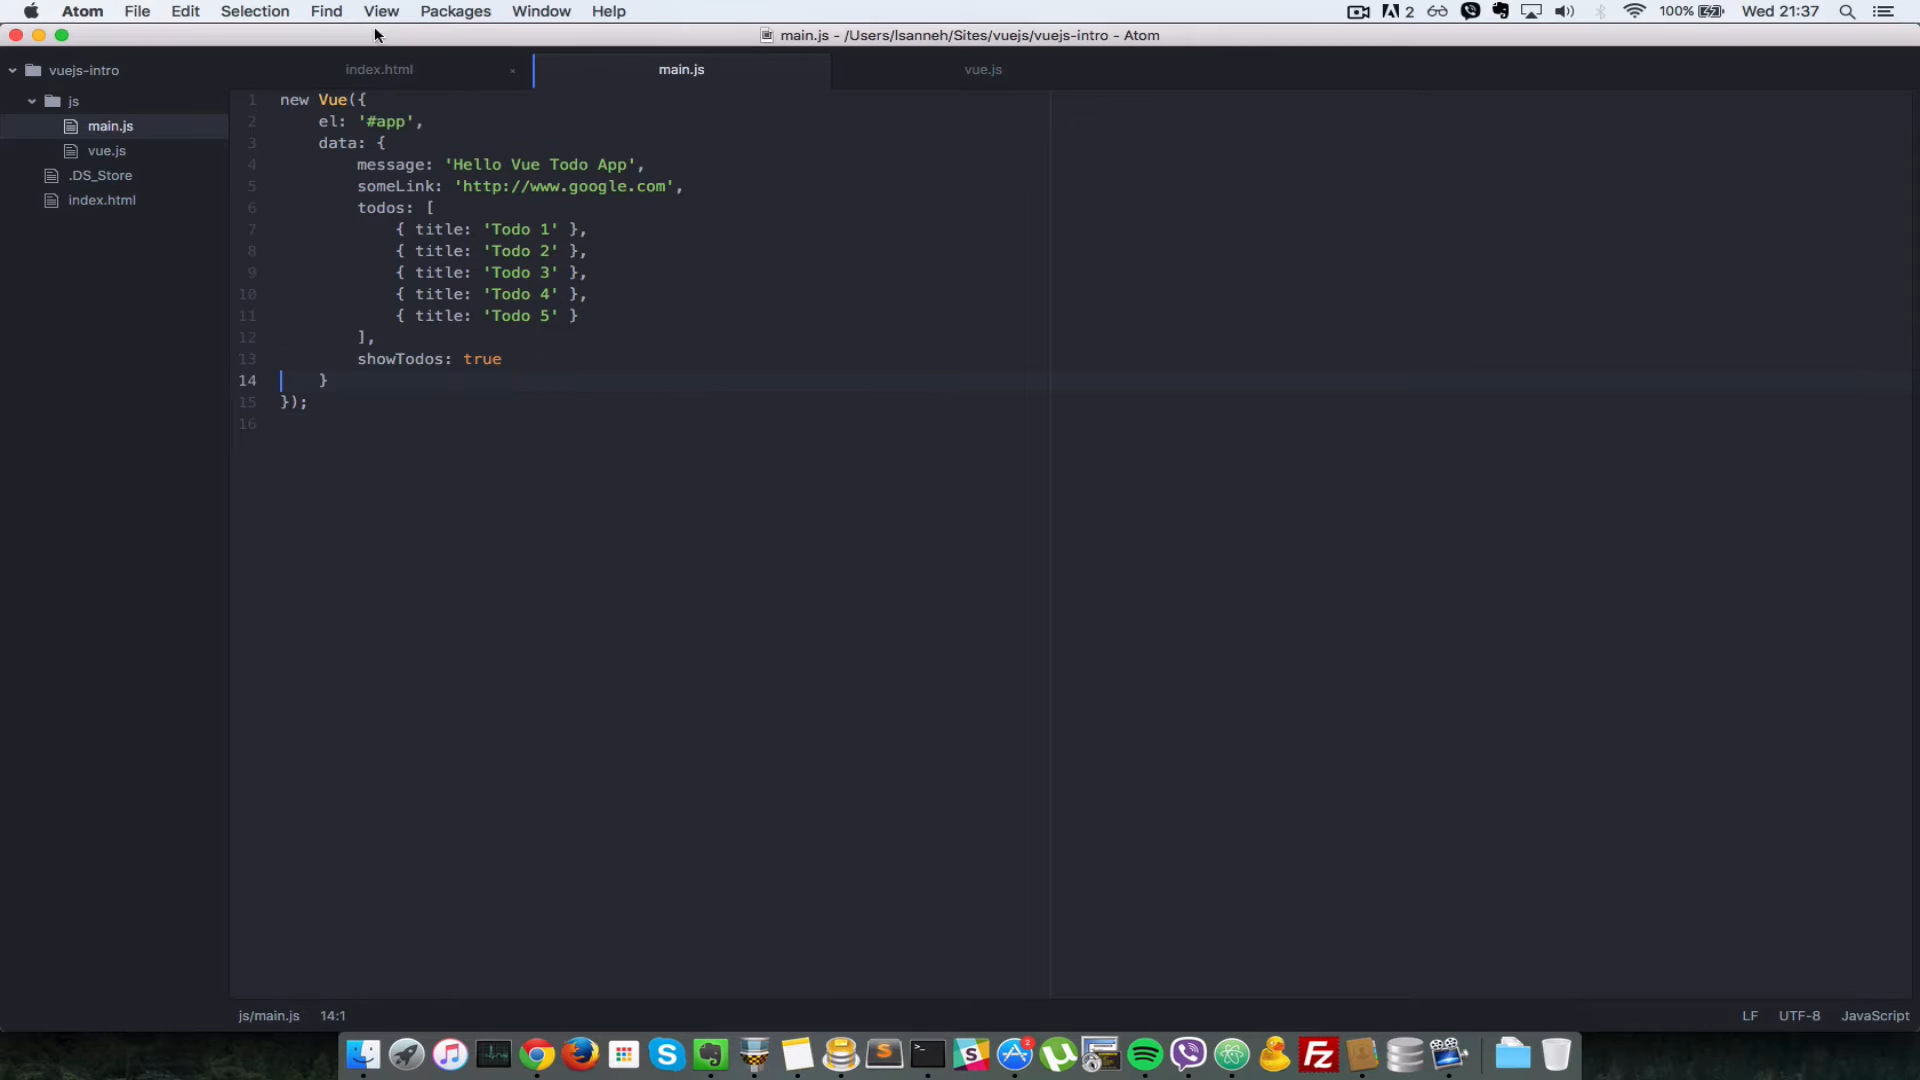 Atom File Edit Selection Find View Packages Window Help 2 100% Wed 21:37
main.js - /Users/lsanneh/Sites/vuejs/vuejs-intro - Atom
vuejs-intro
js
main.js
vue.js
.DS_Store
index.html
index.html × main.js vue.js
1 new Vue({
2 el: '#app',
3 data: {
4 message: 'Hello Vue Todo App',
5 someLink: 'http://www.google.com',
6 todos: [
7 { title: 'Todo 1' },
8 { title: 'Todo 2' },
9 { title: 'Todo 3' },
10 { title: 'Todo 4' },
11 { title: 'Todo 5' }
12 ],
13 showTodos: true
14 }
15 });
16
js/main.js 14:1 LF UTF-8 JavaScript
2
Fz